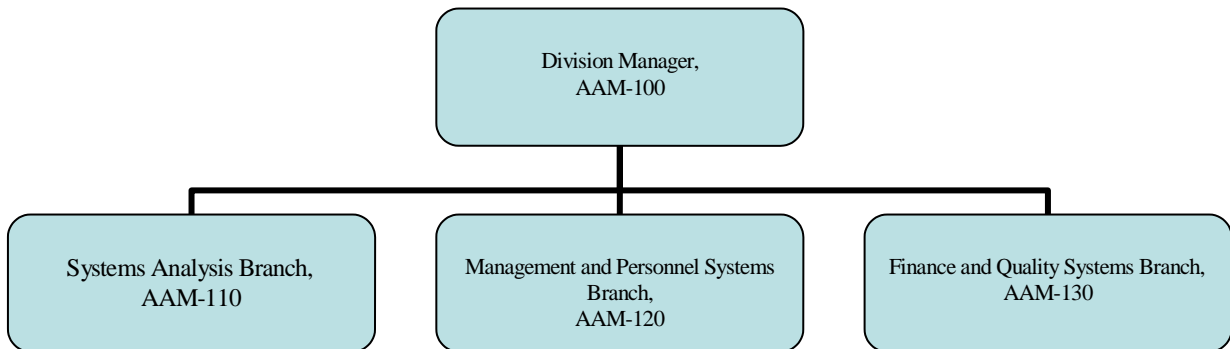 Division Manager,
AAM-100
Systems Analysis Branch,
AAM-110
Management and Personnel Systems
Branch,
AAM-120
Finance and Quality Systems Branch,
AAM-130